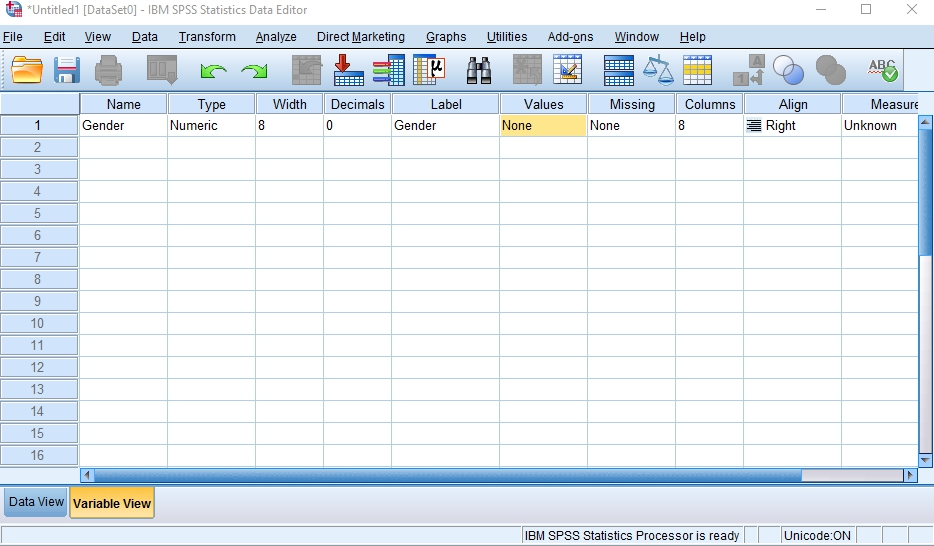 *Untitled1 [DataSet0] - IBM SPSS Statistics Data Editor
File Edit View Data Transform Analyze Direct Marketing Graphs Utilities Add-ons Window Help
A
1 4
μ
ABC
Name Type Width Decimals Label Values Missing Columns Align Measure
1 Gender Numeric 8 0 Gender None None 8 Right Unknown
2
3
4
5
6
7
8
9
10
11
12
13
14
15
16
Data View Variable View
IBM SPSS Statistics Processor is ready Unicode:ON